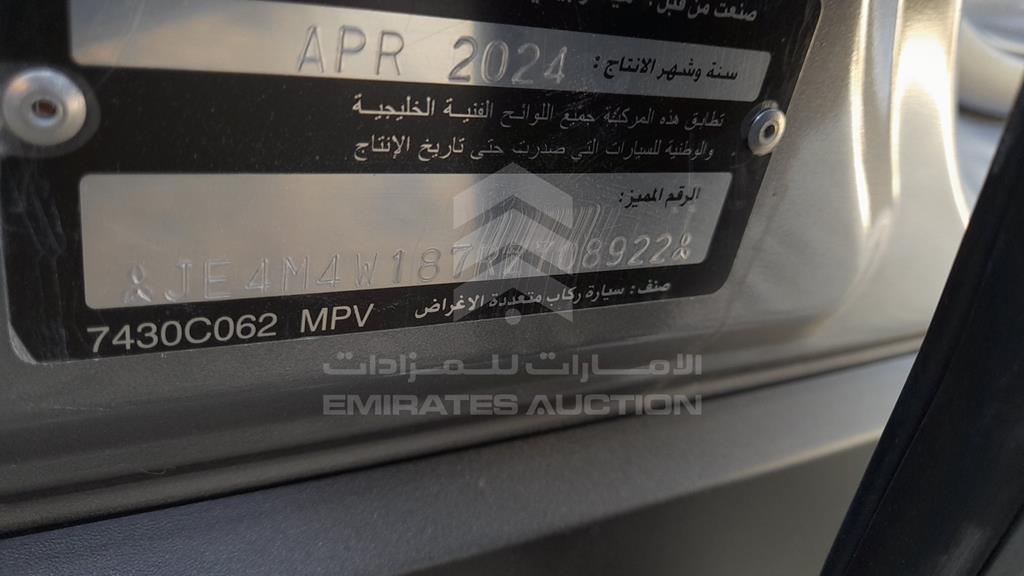 صنعت من قبل:
سنة وشهر الانتاج: APR 2024
تطابق هذه المركبة جميع اللوائح الفنية الخليجية
والوطنية للسيارات التي صدرت حتى تاريخ الإنتاج
الرقم المميز:
JE4M4W187 708922
صنف: سيارة ركاب متعددة الاغراض
7430C062 MPV
الامارات للمزادات
EMIRATES AUCTION